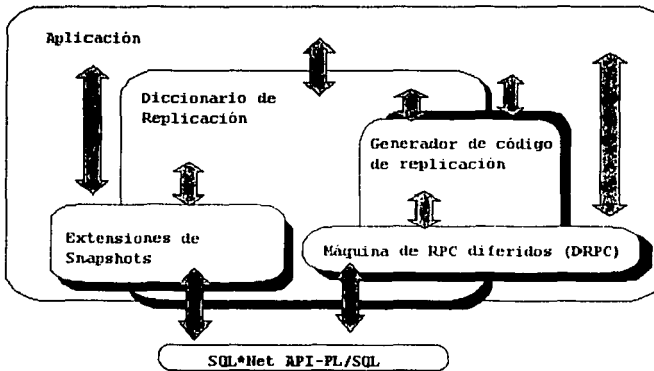 Aplicación
Diccionario de
Replicación
Generador de código
de replicación
Extensiones de
Snapshots
Máquina de RPC diferidos (DRPC)
SQL*Net API-PL/SQL